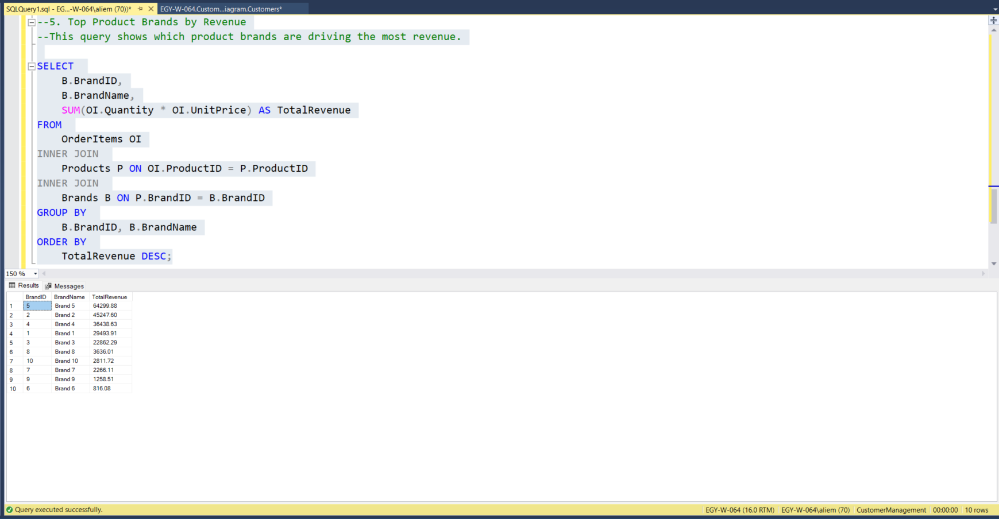 SQLQuery1.sql - EG...-W-064\aliem (70))*
EGY-W-064.Custom...iagram.Customers*
--5. Top Product Brands by Revenue
--This query shows which product brands are driving the most revenue.
SELECT
B.BrandID,
B.BrandName,
SUM(OI.Quantity * OI.UnitPrice) AS TotalRevenue
FROM
OrderItems OI
INNER JOIN
Products P ON OI.ProductID = P.ProductID
INNER JOIN
Brands B ON P.BrandID = B.BrandID
GROUP BY
B.BrandID, B.BrandName
ORDER BY
TotalRevenue DESC;
150 %
Results Messages
BrandID BrandName TotalRevenue
1 5 Brand 5 64299.88
2 2 Brand 2 45247.60
3 4 Brand 4 36438.63
4 1 Brand 1 29493.91
5 3 Brand 3 22862.29
6 8 Brand 8 3636.01
7 10 Brand 10 2811.72
8 7 Brand 7 2266.11
9 9 Brand 9 1258.51
10 6 Brand 6 816.08
Query executed successfully. EGY-W-064 (16.0 RTM) EGY-W-064\aliem (70) CustomerManagement 00:00:00 10 rows